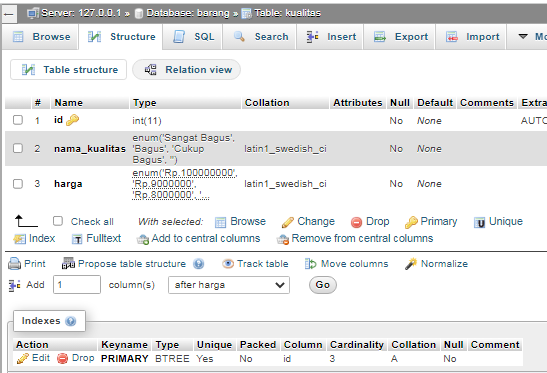 Server: 127.0.0.1 » Database: barang » Table: kualitas
Browse Structure SQL Search Insert Export Import
Table structure Relation view
# Name Type Collation Attributes Null Default Comments Extra
1 id int(11) No None AUTO
2 nama_kualitas enum('Sangat Bagus', 'Bagus', 'Cukup Bagus', '') latin1_swedish_ci No None
3 harga enum('Rp.100000000', 'Rp.9000000', 'Rp.8000000', '... latin1_swedish_ci No None
Check all With selected: Browse Change Drop Primary Unique
Index Fulltext Add to central columns Remove from central columns
Print Propose table structure Track table Move columns Normalize
Add 1 column(s) after harga Go
Indexes
Action Keyname Type Unique Packed Column Cardinality Collation Null Comment
Edit Drop PRIMARY BTREE Yes No id 3 A No